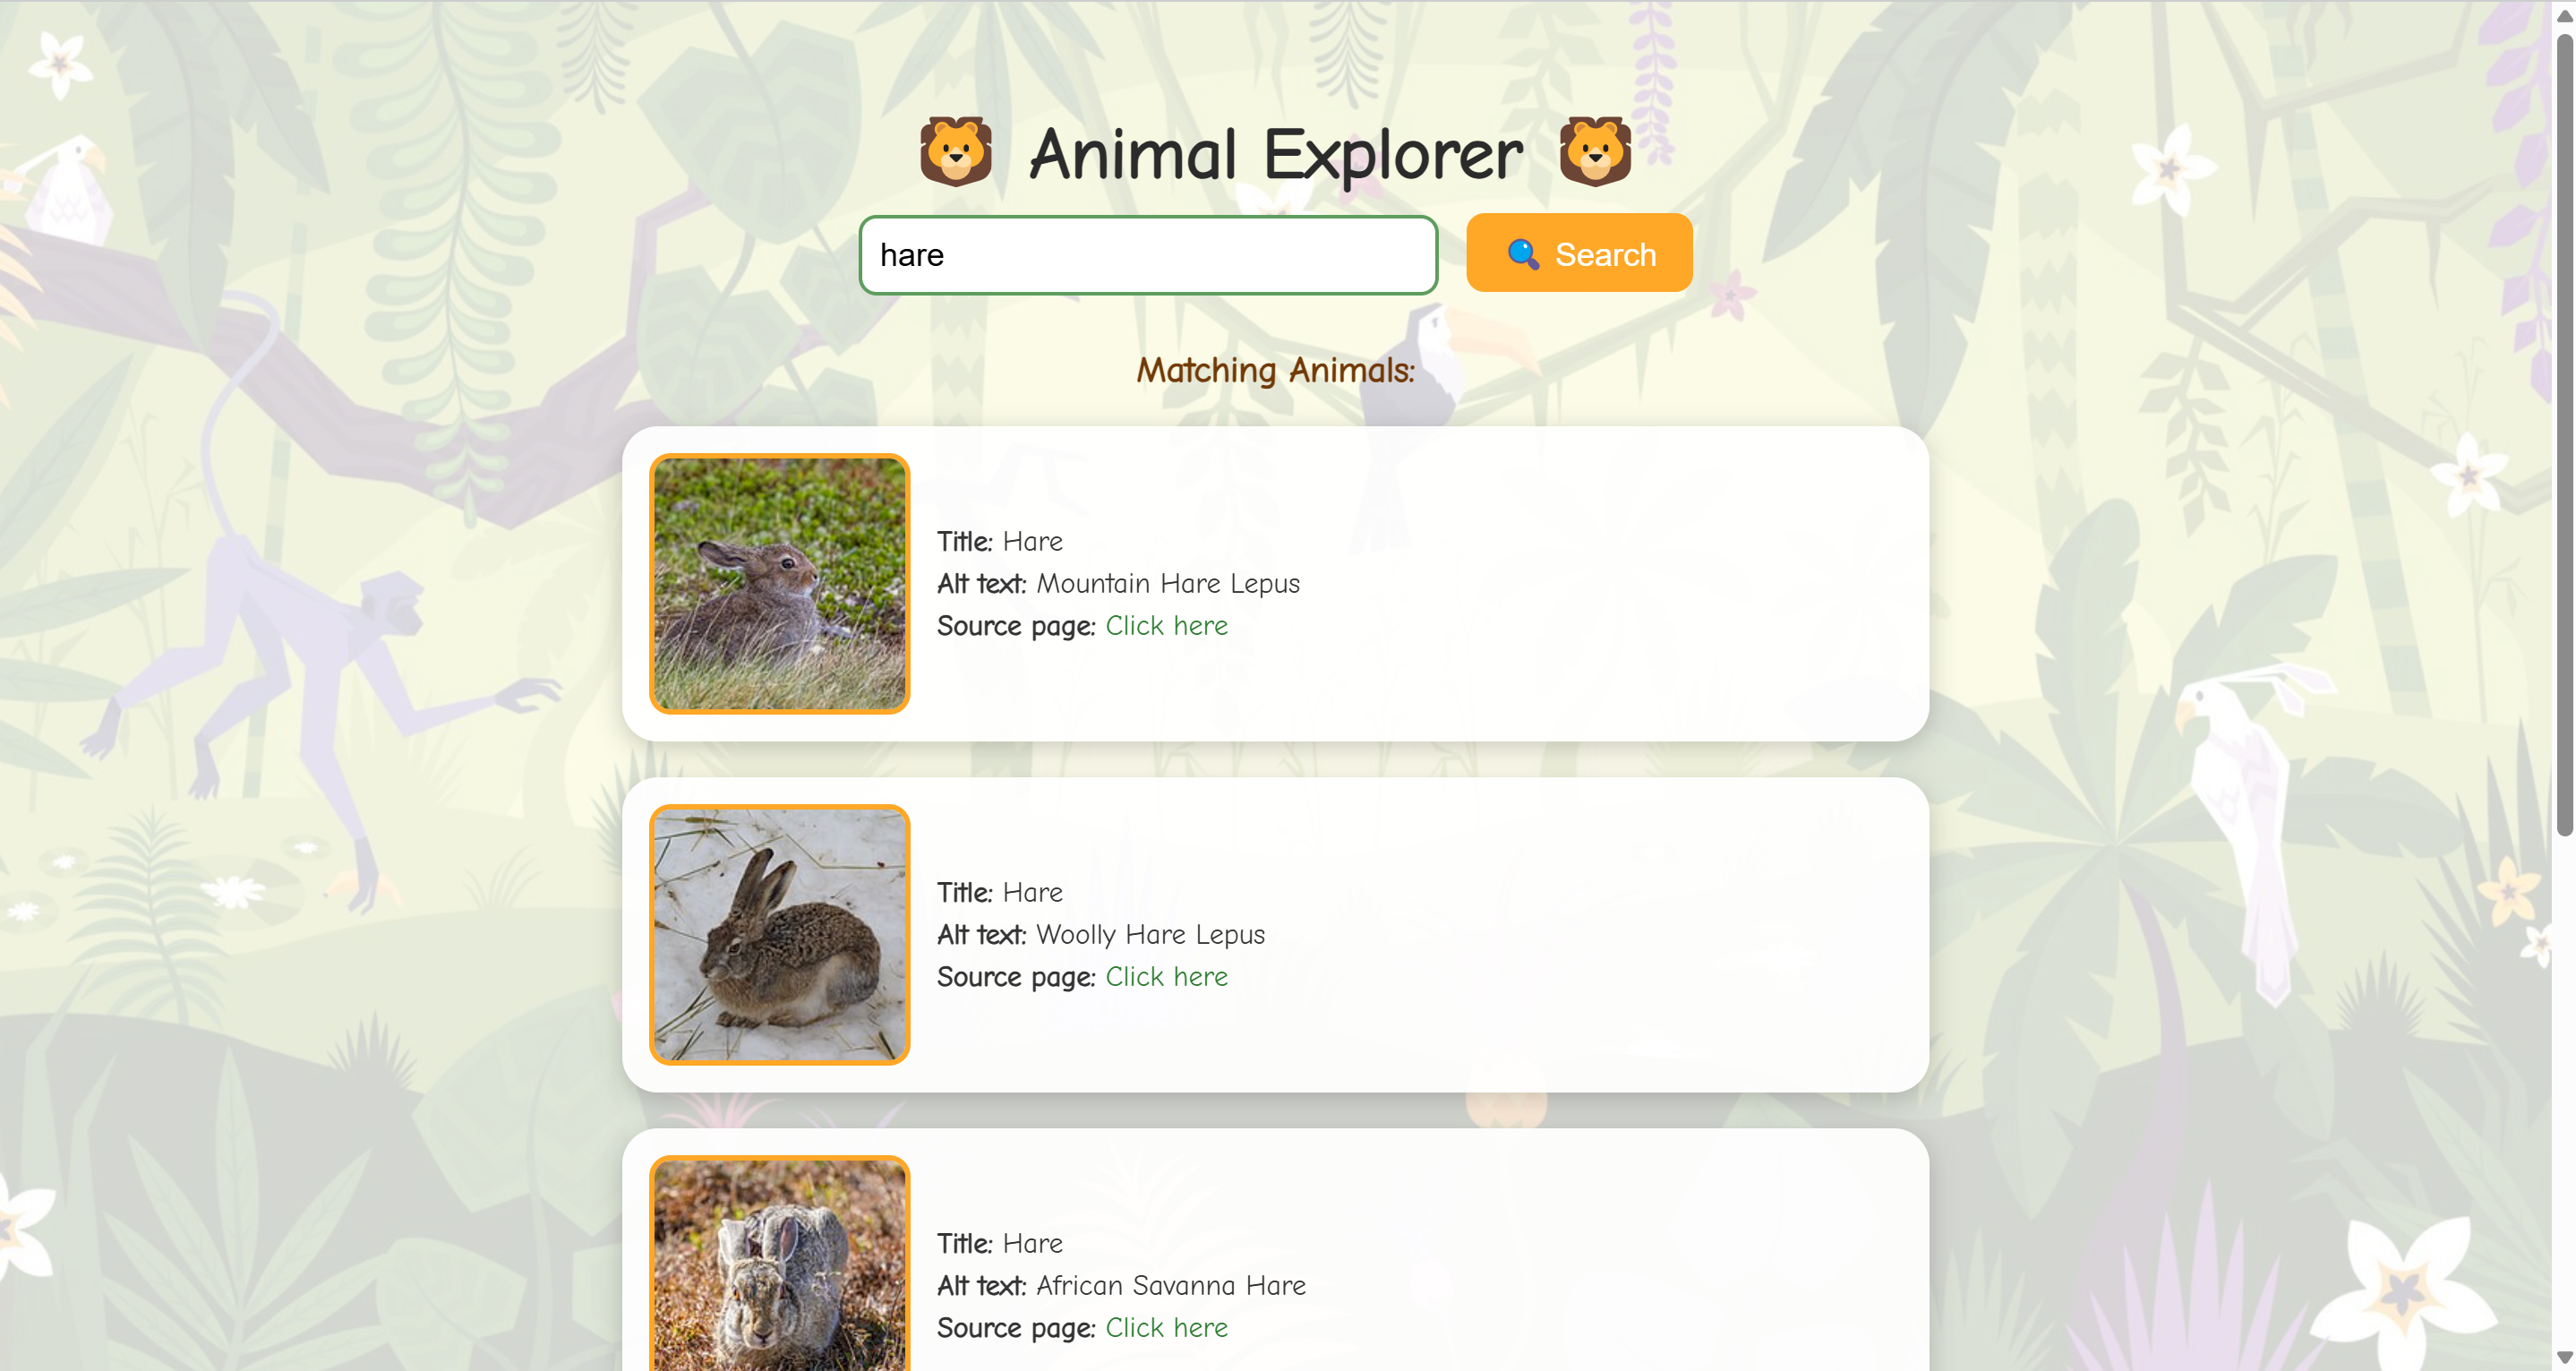 Animal Explorer
hare
Search
Matching Animals:
Title: Hare
Alt text: Mountain Hare Lepus
Source page: Click here
Title: Hare
Alt text: Woolly Hare Lepus
Source page: Click here
Title: Hare
Alt text: African Savanna Hare
Source page: Click here